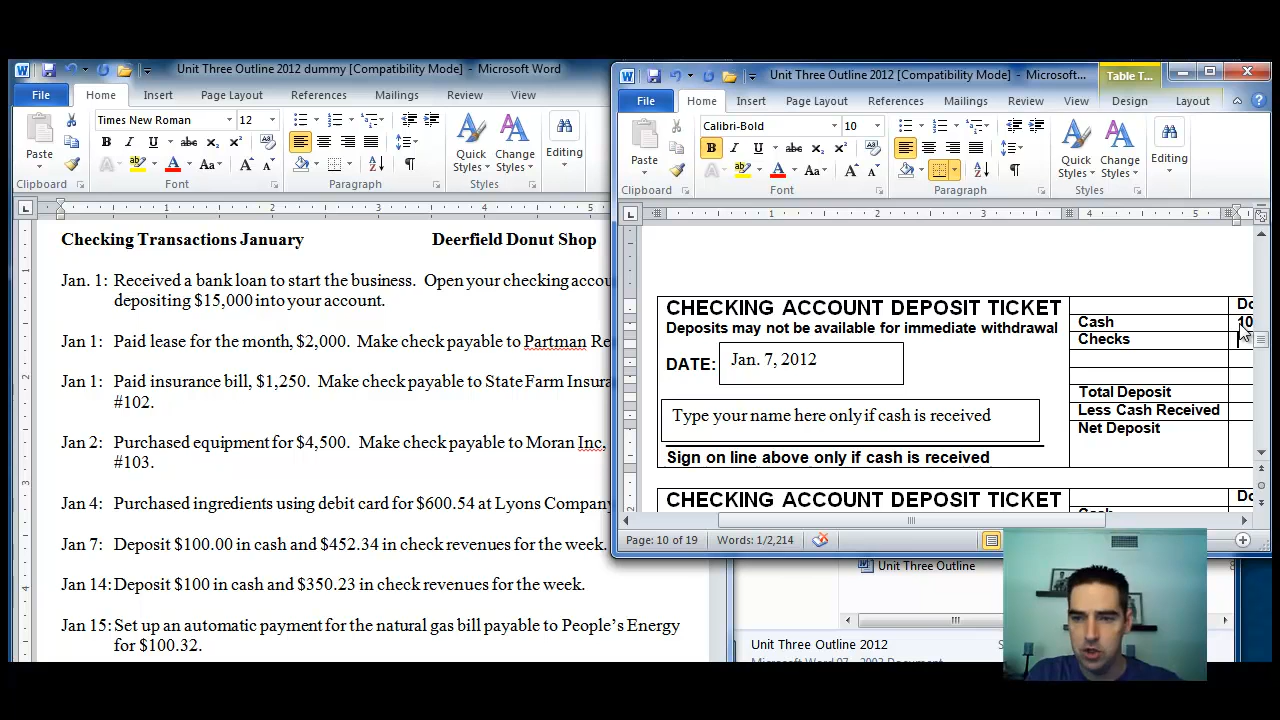 Unit Three Outline 2012 dummy [Compatibility Mode] - Microsoft Word
File Home Insert Page Layout References Mailings Review View
Times New Roman 12
Paste
Quick Styles
Change Styles
Editing
Clipboard Font Paragraph Styles
1 2 3 4 5
Checking Transactions January Deerfield Donut Shop
Jan. 1: Received a bank loan to start the business. Open your checking accou
depositing $15,000 into your account.
Jan 1: Paid lease for the month, $2,000. Make check payable to Partman Re
Jan 1: Paid insurance bill, $1,250. Make check payable to State Farm Insura
#102.
Jan 2: Purchased equipment for $4,500. Make check payable to Moran Inc,
#103.
Jan 4: Purchased ingredients using debit card for $600.54 at Lyons Company
Jan 7: Deposit $100.00 in cash and $452.34 in check revenues for the week.
Jan 14: Deposit $100 in cash and $350.23 in check revenues for the week.
Jan 15: Set up an automatic payment for the natural gas bill payable to People's Energy
for $100.32.
Unit Three Outline 2012 [Compatibility Mode] - Microsoft...
Table T...
File Home Insert Page Layout References Mailings Review View Design Layout
Calibri-Bold 10
Paste
Quick Styles
Change Styles
Editing
Clipboard Font Paragraph Styles
1 2 3 4 5
CHECKING ACCOUNT DEPOSIT TICKET Do
Deposits may not be available for immediate withdrawal
Cash 10
Checks
DATE: Jan. 7, 2012
Total Deposit
Less Cash Received
Type your name here only if cash is received
Net Deposit
Sign on line above only if cash is received
CHECKING ACCOUNT DEPOSIT TICKET Do
Page: 10 of 19 Words: 1/2,214
Unit Three Outline
Unit Three Outline 2012